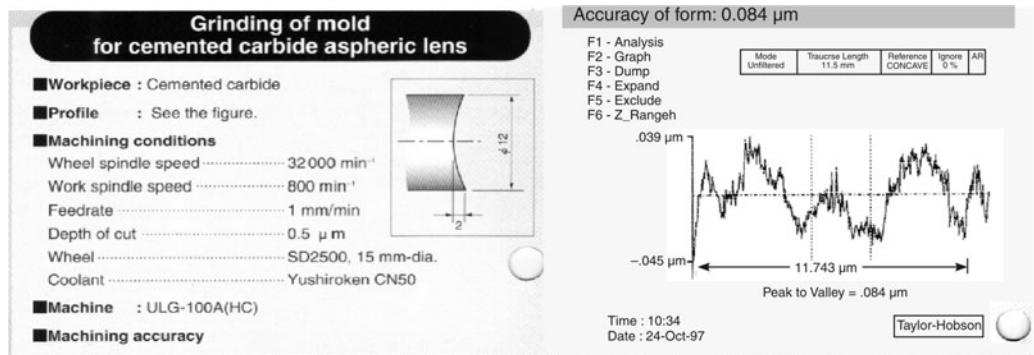 Grinding of mold
for cemented carbide aspheric lens
■Workpiece : Cemented carbide
■Profile : See the figure.
■Machining conditions
Wheel spindle speed 32000 min⁻¹
Work spindle speed 800 min⁻¹
Feedrate 1 mm/min
Depth of cut 0.5 μm
Wheel SD2500, 15 mm-dia.
Coolant Yushiroken CN50
■Machine : ULG-100A(HC)
■Machining accuracy
φ12
2
Accuracy of form: 0.084 μm
F1 - Analysis
F2 - Graph
F3 - Dump
F4 - Expand
F5 - Exclude
F6 - Z_Rangeh
Mode Traucrse Length Reference Ignore AR
Unfiltered 11.5 mm CONCAVE 0 %
.039 μm
–.045 μm
11.743 μm
Peak to Valley = .084 μm
Time : 10:34
Date : 24-Oct-97
Taylor-Hobson